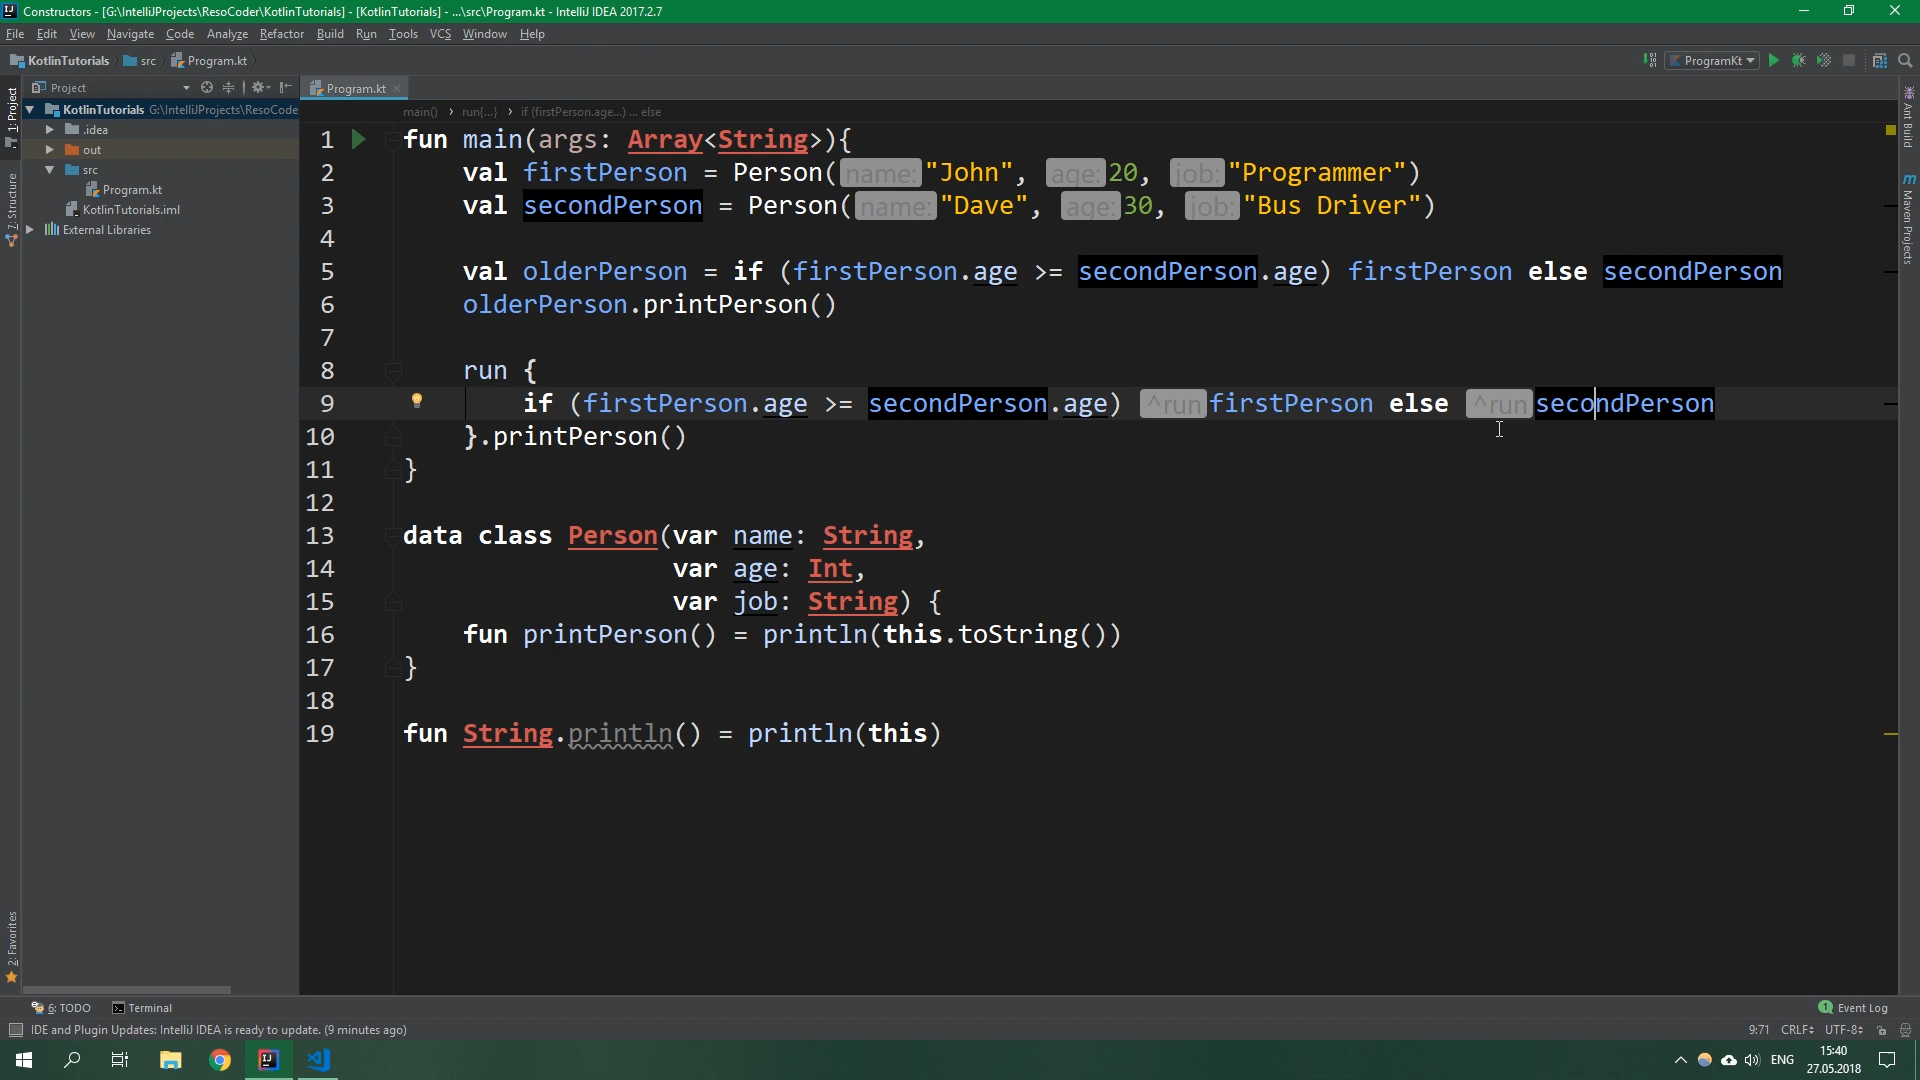 Constructors - [G:\IntelliJProjects\ResoCoder\KotlinTutorials] - [KotlinTutorials] - ...\src\Program.kt - IntelliJ IDEA 2017.2.7
File Edit View Navigate Code Analyze Refactor Build Run Tools VCS Window Help
KotlinTutorials src Program.kt ProgramKt
Project Program.kt
1: Project
7: Structure
2: Favorites
KotlinTutorials G:\IntelliJProjects\ResoCode
.idea
out
src
Program.kt
KotlinTutorials.iml
External Libraries
main() › run{...} › if (firstPerson.age...) ... else
1 fun main(args: Array<String>){
2 val firstPerson = Person(name: "John", age: 20, job: "Programmer")
3 val secondPerson = Person(name: "Dave", age: 30, job: "Bus Driver")
4
5 val olderPerson = if (firstPerson.age >= secondPerson.age) firstPerson else secondPerson
6 olderPerson.printPerson()
7
8 run {
9 if (firstPerson.age >= secondPerson.age) ^run firstPerson else ^run secondPerson
10 }.printPerson()
11 }
12
13 data class Person(var name: String,
14 var age: Int,
15 var job: String) {
16 fun printPerson() = println(this.toString())
17 }
18
19 fun String.println() = println(this)
Ant Build
m Maven Projects
6: TODO Terminal 1 Event Log
IDE and Plugin Updates: IntelliJ IDEA is ready to update. (9 minutes ago) 9:71 CRLF UTF-8
IJ ENG 15:40
27.05.2018